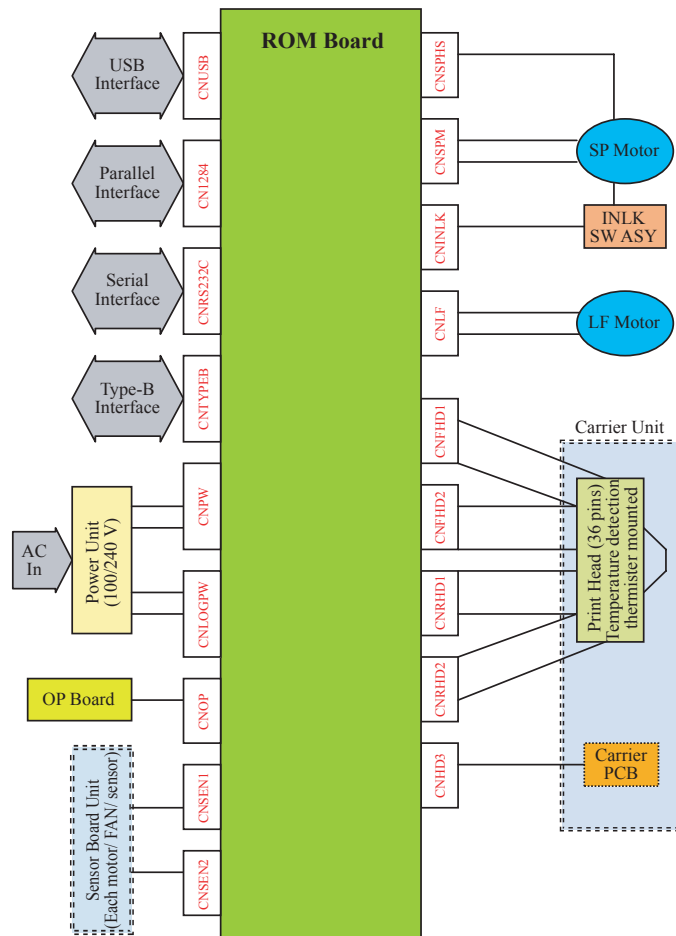 ROM Board
USB
Interface
CNUSB
Parallel
Interface
CN1284
Serial
Interface
CNRS232C
Type-B
Interface
CNTYPEB
AC
In
Power Unit
(100/240 V)
CNPW
CNLOGPW
OP Board
CNOP
Sensor Board Unit
(Each motor/ FAN/ sensor)
CNSEN1
CNSEN2
CNSPHS
CNSPM
SP Motor
CNINLK
INLK
SW ASY
CNLF
LF Motor
CNFHD1
CNFHD2
CNRHD1
CNRHD2
CNHD3
Carrier Unit
Print Head (36 pins)
Temperature detection
thermister mounted
Carrier
PCB